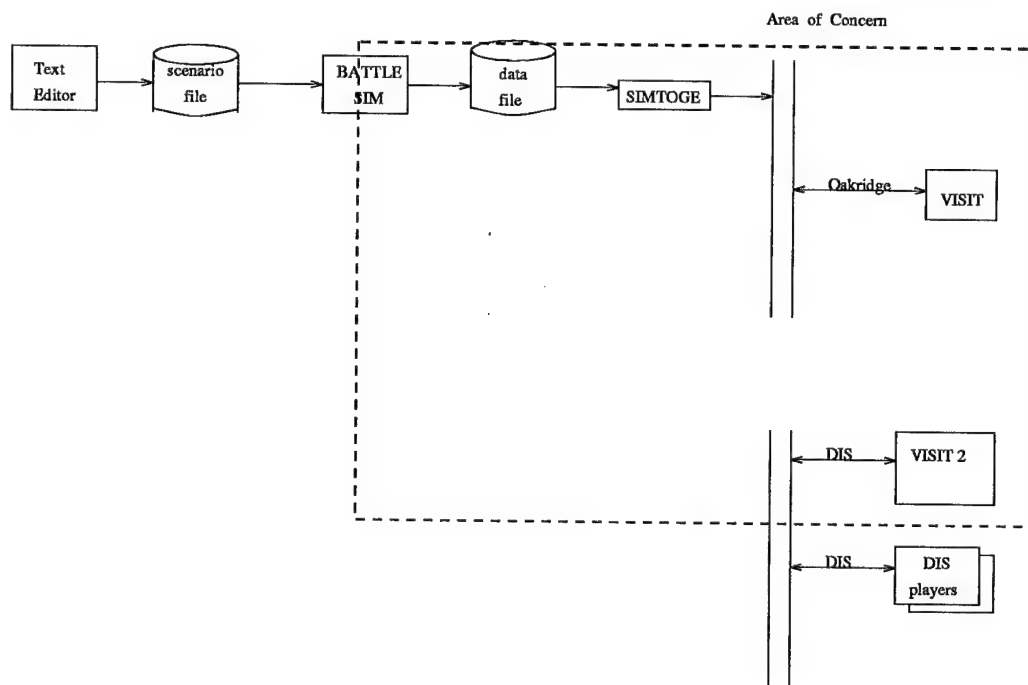 Area of Concern
Text
Editor
scenario
file
BATTLE
SIM
data
file
SIMTOGE
Oakridge
VISIT
DIS
VISIT 2
DIS
DIS
players